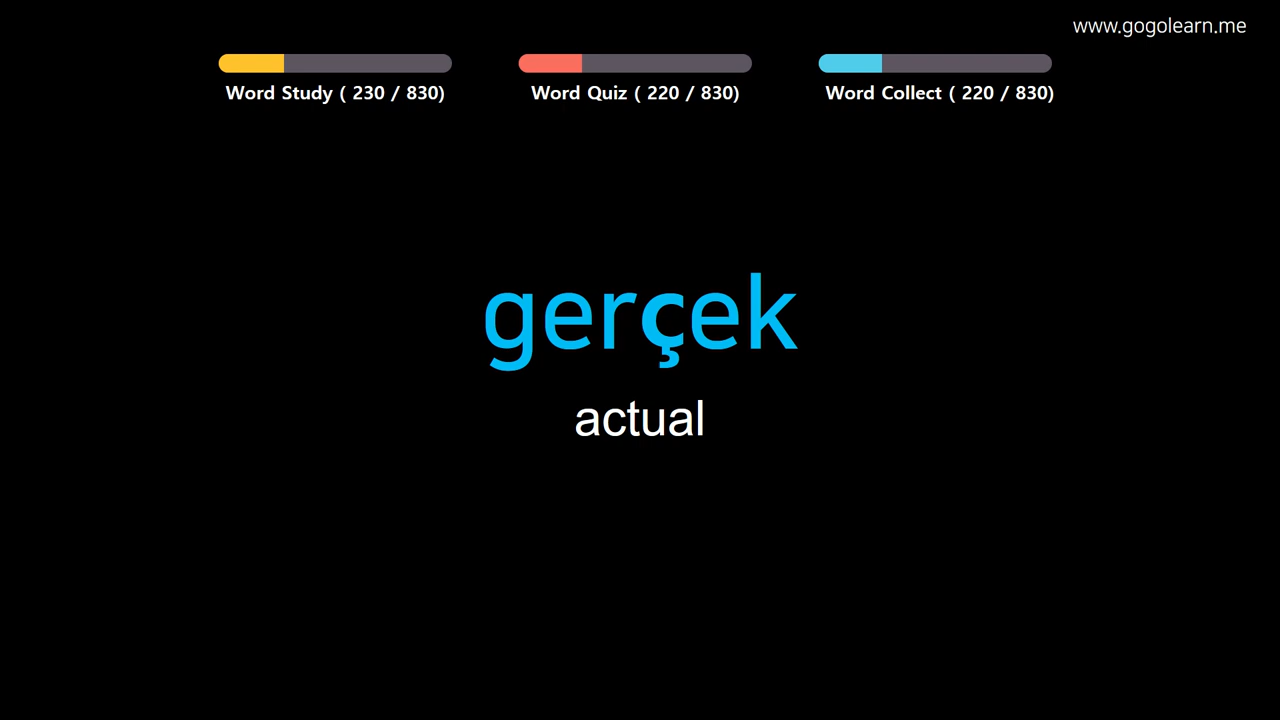 www.gogolearn.me
Word Study ( 230 / 830)
Word Quiz ( 220 / 830)
Word Collect ( 220 / 830)
gerçek
actual